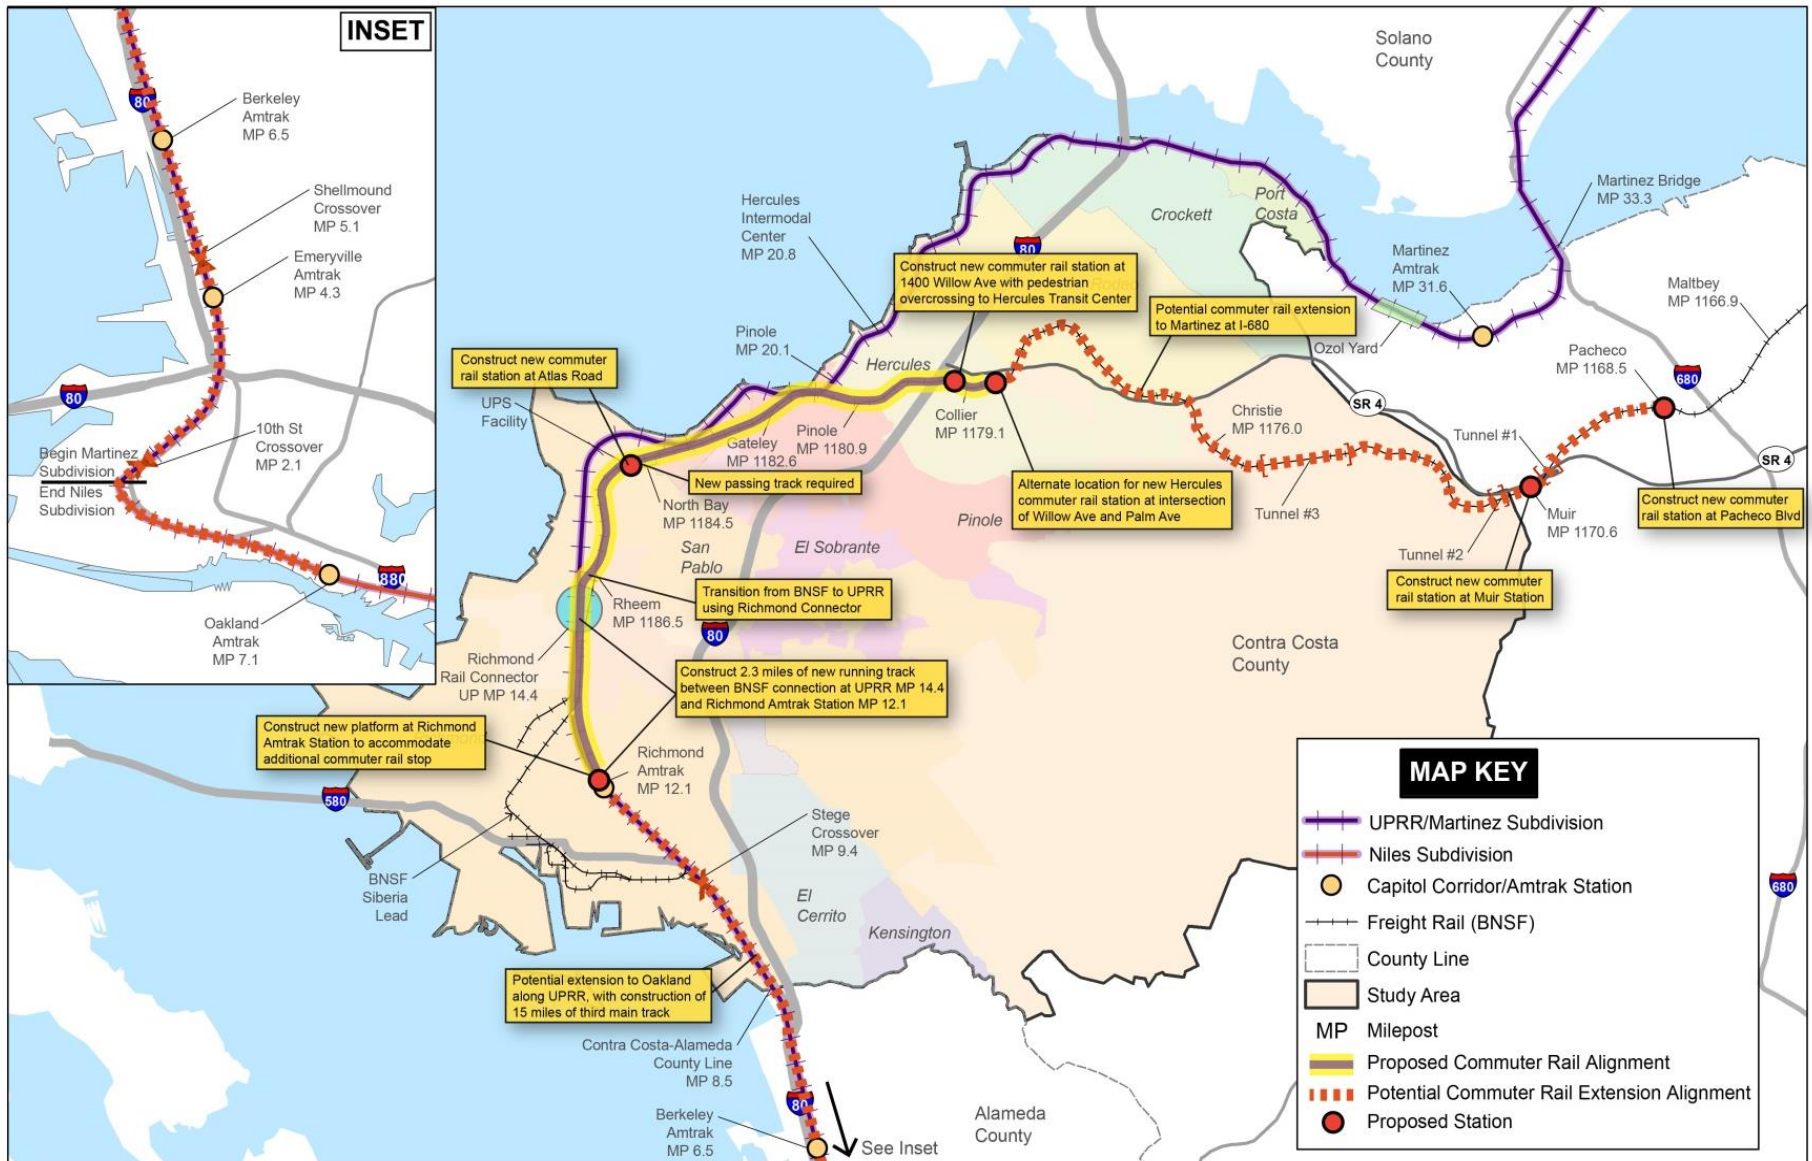 INSET
80
Berkeley
Amtrak
MP 6.5
Shellmound
Crossover
MP 5.1
Emeryville
Amtrak
MP 4.3
80
10th St
Crossover
MP 2.1
Begin Martinez
Subdivision
End Niles
Subdivision
880
Oakland
Amtrak
MP 7.1
Solano
County
Martinez Bridge
MP 33.3
Port
Costa
Crockett
Hercules
Intermodal
Center
MP 20.8
80
Martinez
Amtrak
MP 31.6
Maltbey
MP 1166.9
Construct new commuter rail station at
1400 Willow Ave with pedestrian
overcrossing to Hercules Transit Center
Rodeo
Potential commuter rail extension
to Martinez at I-680
Ozol Yard
Pinole
MP 20.1
Hercules
Pacheco
MP 1168.5
680
Construct new commuter
rail station at Atlas Road
UPS
Facility
SR 4
Collier
MP 1179.1
Christie
MP 1176.0
Pinole
MP 1180.9
Gateley
MP 1182.6
Tunnel #1
SR 4
New passing track required
Alternate location for new Hercules
commuter rail station at intersection
of Willow Ave and Palm Ave
Construct new commuter
rail station at Pacheco Blvd
North Bay
MP 1184.5
Tunnel #3
Muir
MP 1170.6
Pinole
San
Pablo
El Sobrante
Tunnel #2
Construct new commuter
rail station at Muir Station
Transition from BNSF to UPRR
using Richmond Connector
Rheem
MP 1186.5
80
Contra Costa
County
Richmond
Rail Connector
UP MP 14.4
Construct 2.3 miles of new running track
between BNSF connection at UPRR MP 14.4
and Richmond Amtrak Station MP 12.1
Construct new platform at Richmond
Amtrak Station to accommodate
additional commuter rail stop
Richmond
Amtrak
MP 12.1
580
Stege
Crossover
MP 9.4
BNSF
Siberia
Lead
El
Cerrito
Kensington
680
Potential extension to Oakland
along UPRR, with construction of
15 miles of third main track
Contra Costa-Alameda
County Line
MP 8.5
80
Berkeley
Amtrak
MP 6.5
See Inset
Alameda
County
MAP KEY
UPRR/Martinez Subdivision
Niles Subdivision
Capitol Corridor/Amtrak Station
Freight Rail (BNSF)
County Line
Study Area
MP Milepost
Proposed Commuter Rail Alignment
Potential Commuter Rail Extension Alignment
Proposed Station